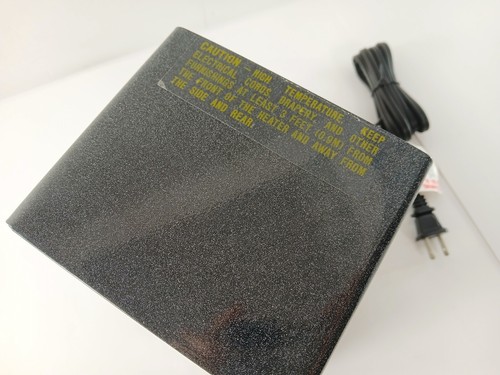 CAUTION - HIGH TEMPERATURE, KEEP
ELECTRICAL CORDS, DRAPERY, AND OTHER
FURNISHINGS AT LEAST 3 FEET (0.9M) FROM
THE FRONT OF THE HEATER AND AWAY FROM
THE SIDE AND REAR.